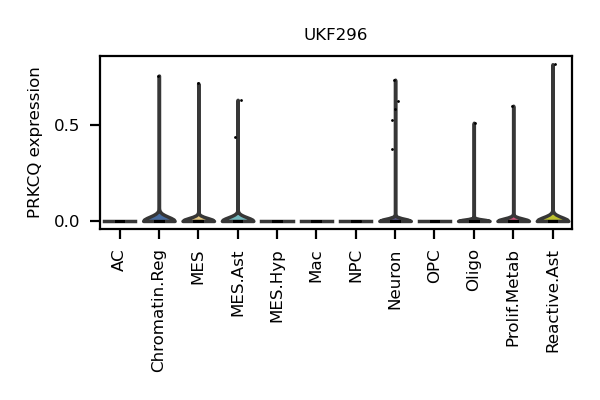 UKF296
PRKCQ expression
0.5
0.0
AC
Chromatin.Reg
MES
MES.Ast
MES.Hyp
Mac
NPC
Neuron
OPC
Oligo
Prolif.Metab
Reactive.Ast